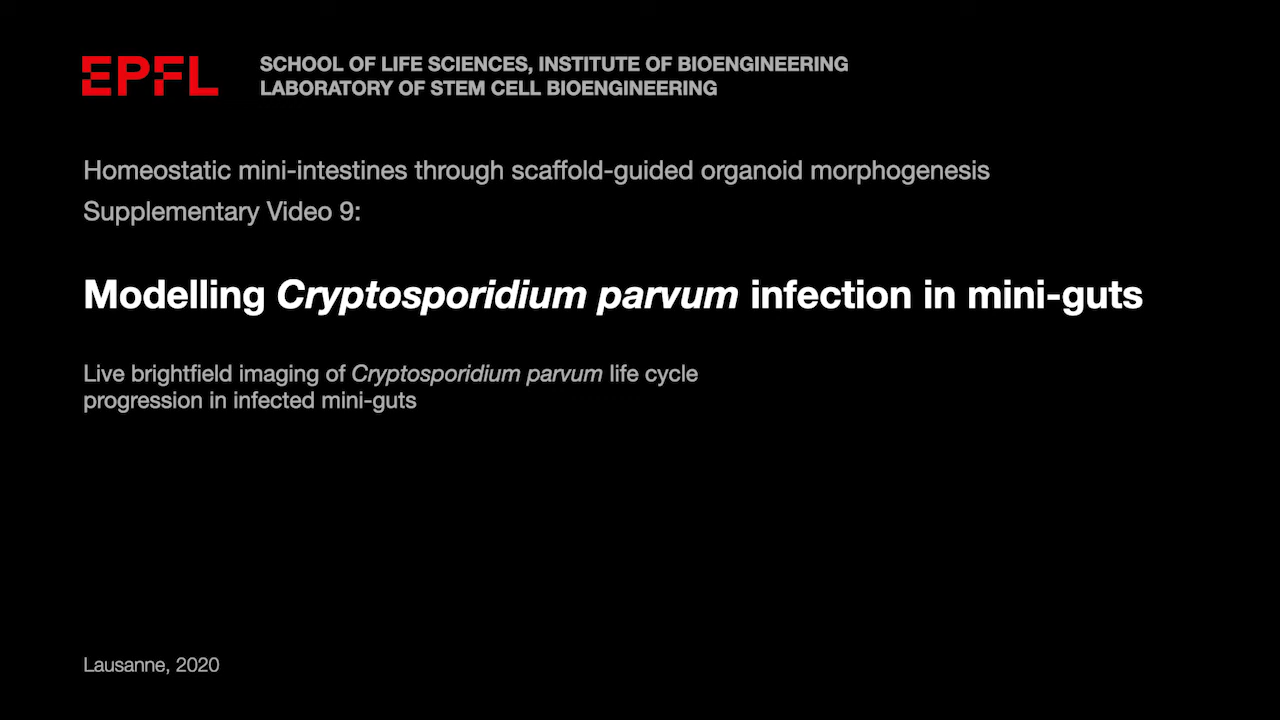 EPFL
SCHOOL OF LIFE SCIENCES, INSTITUTE OF BIOENGINEERING
LABORATORY OF STEM CELL BIOENGINEERING
Homeostatic mini-intestines through scaffold-guided organoid morphogenesis
Supplementary Video 9:
Modelling Cryptosporidium parvum infection in mini-guts
Live brightfield imaging of Cryptosporidium parvum life cycle
progression in infected mini-guts
Lausanne, 2020